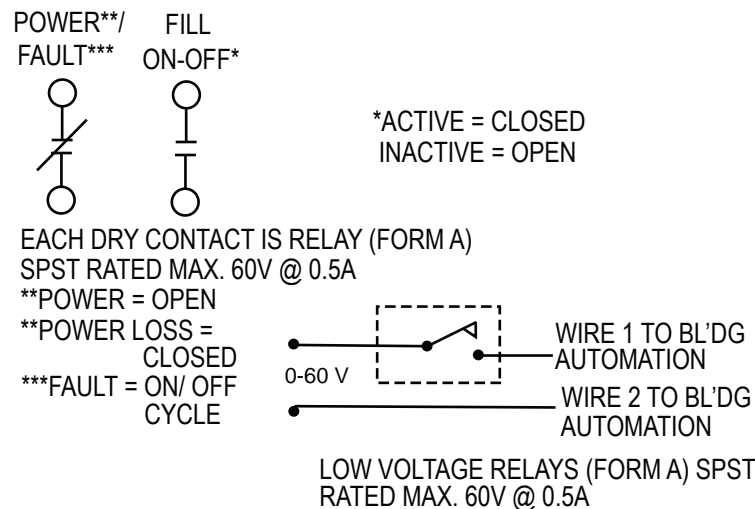 POWER**/
FAULT***
FILL
ON-OFF*
*ACTIVE = CLOSED
INACTIVE = OPEN
EACH DRY CONTACT IS RELAY (FORM A)
SPST RATED MAX. 60V @ 0.5A
**POWER = OPEN
**POWER LOSS =
CLOSED
***FAULT = ON/ OFF
CYCLE
0-60 V
WIRE 1 TO BL'DG
AUTOMATION
WIRE 2 TO BL'DG
AUTOMATION
LOW VOLTAGE RELAYS (FORM A) SPST
RATED MAX. 60V @ 0.5A